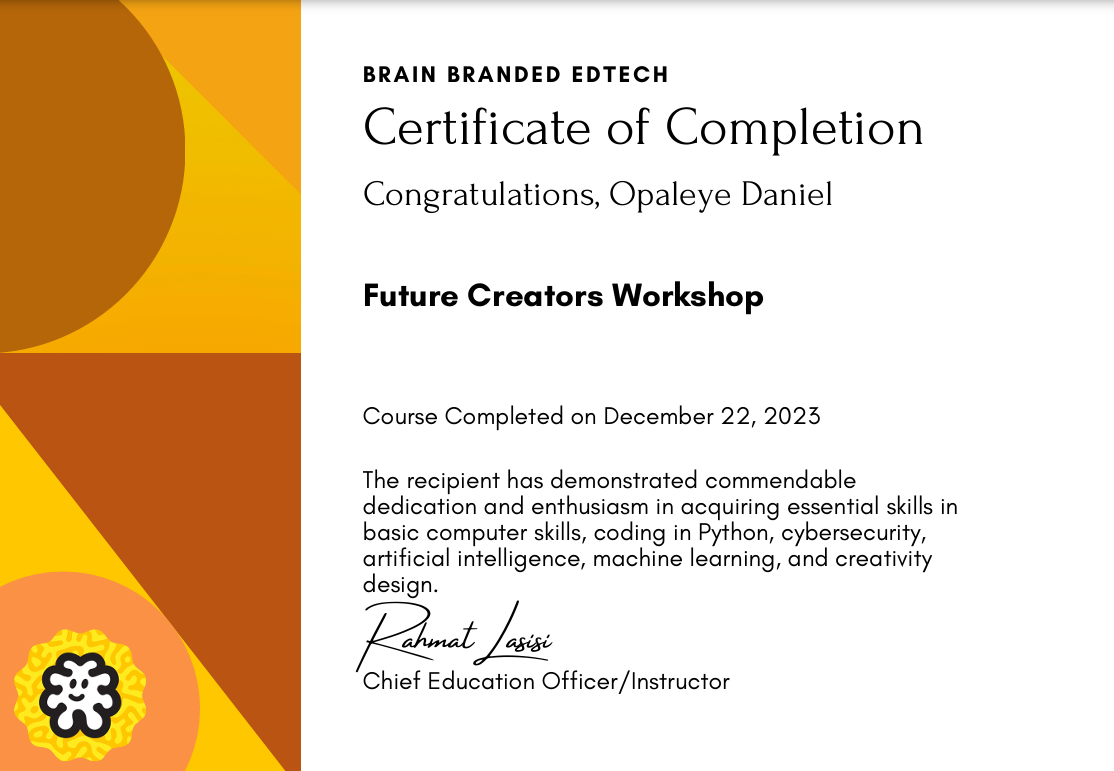 BRAIN BRANDED EDTECH
Certificate of Completion
Congratulations, Opaleye Daniel
Future Creators Workshop
Course Completed on December 22, 2023
The recipient has demonstrated commendable
dedication and enthusiasm in acquiring essential skills in
basic computer skills, coding in Python, cybersecurity,
artificial intelligence, machine learning, and creativity
design.
Rahmat Lasisi
Chief Education Officer/Instructor